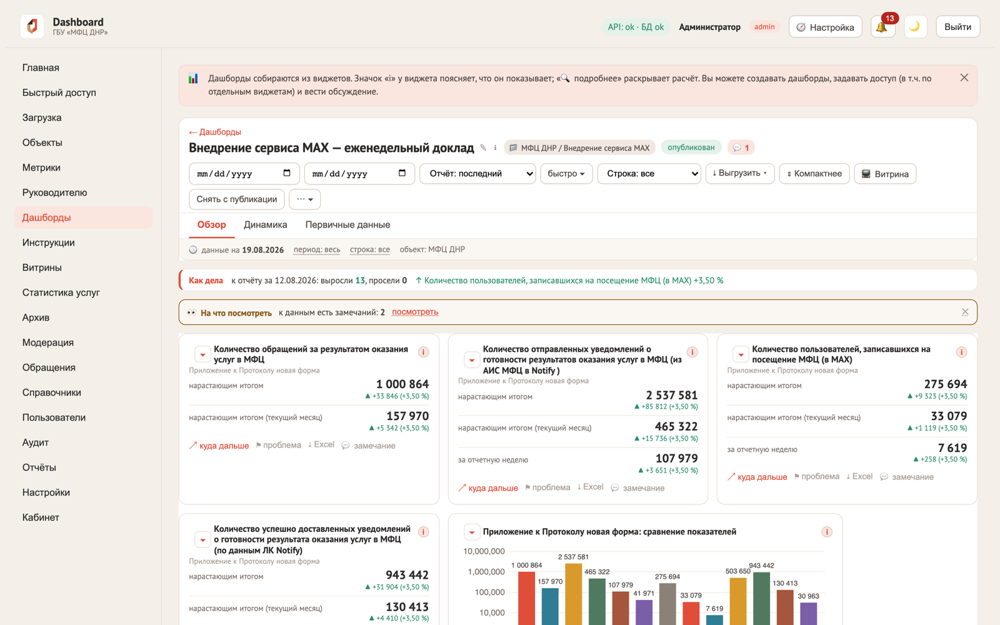 Dashboard
ГБУ «МФЦ ДНР»
API: ok · БД ok
Администратор
admin
Настройка
13
Выйти
Главная
Быстрый доступ
Загрузка
Объекты
Метрики
Руководителю
Дашборды
Инструкции
Витрины
Статистика услуг
Архив
Модерация
Обращения
Справочники
Пользователи
Аудит
Отчёты
Настройки
Кабинет
Дашборды собираются из виджетов. Значок «i» у виджета поясняет, что он показывает; «🔍 подробнее» раскрывает расчёт. Вы можете создавать дашборды, задавать доступ (в т.ч. по
отдельным виджетам) и вести обсуждение.
← Дашборды
Внедрение сервиса MAX — еженедельный доклад
МФЦ ДНР / Внедрение сервиса MAX
опубликован
1
mm/dd/yyyy
mm/dd/yyyy
Отчёт: последний
быстро
Строка: все
↓ Выгрузить
⇕ Компактнее
Витрина
Снять с публикации
...
Обзор
Динамика
Первичные данные
данные на 19.08.2026
период: весь
строка: все
объект: МФЦ ДНР
Как дела к отчёту за 12.08.2026: выросли 13, просели 0 ↑ Количество пользователей, записавшихся на посещение МФЦ (в MAX) +3,50 %
На что посмотреть к данным есть замечаний: 2 посмотреть
Количество обращений за результатом оказания
услуг в МФЦ
i
Приложение к Протоколу новая форма
нарастающим итогом
1 000 864
▲ +33 846 (+3,50 %)
нарастающим итогом (текущий месяц)
157 970
▲ +5 342 (+3,50 %)
куда дальше
проблема
↓ Excel
замечание
Количество отправленных уведомлений о
готовности результатов оказания услуг в МФЦ (из
АИС МФЦ в Notify )
i
Приложение к Протоколу новая форма
нарастающим итогом
2 537 581
▲ +85 812 (+3,50 %)
нарастающим итогом (текущий месяц)
465 322
▲ +15 736 (+3,50 %)
за отчетную неделю
107 979
▲ +3 651 (+3,50 %)
куда дальше
проблема
↓ Excel
замечание
Количество пользователей, записавшихся на
посещение МФЦ (в MAX)
i
Приложение к Протоколу новая форма
нарастающим итогом
275 694
▲ +9 323 (+3,50 %)
нарастающим итогом (текущий месяц)
33 079
▲ +1 119 (+3,50 %)
за отчетную неделю
7 619
▲ +258 (+3,50 %)
куда дальше
проблема
↓ Excel
замечание
Количество успешно доставленных уведомлений
о готовности результата оказания услуг в МФЦ
(по данным ЛК Notify)
i
Приложение к Протоколу новая форма
нарастающим итогом
943 442
▲ +31 904 (+3,50 %)
нарастающим итогом (текущий месяц)
130 413
▲ +4 410 (+3,50 %)
Приложение к Протоколу новая форма: сравнение показателей
i
10,000,000
1,000,000
100,000
10,000
1 000 864
157 970
2 537 581
465 322
107 979
41 971
275 694
33 079
7 619
503 650
943 442
130 413
30 963